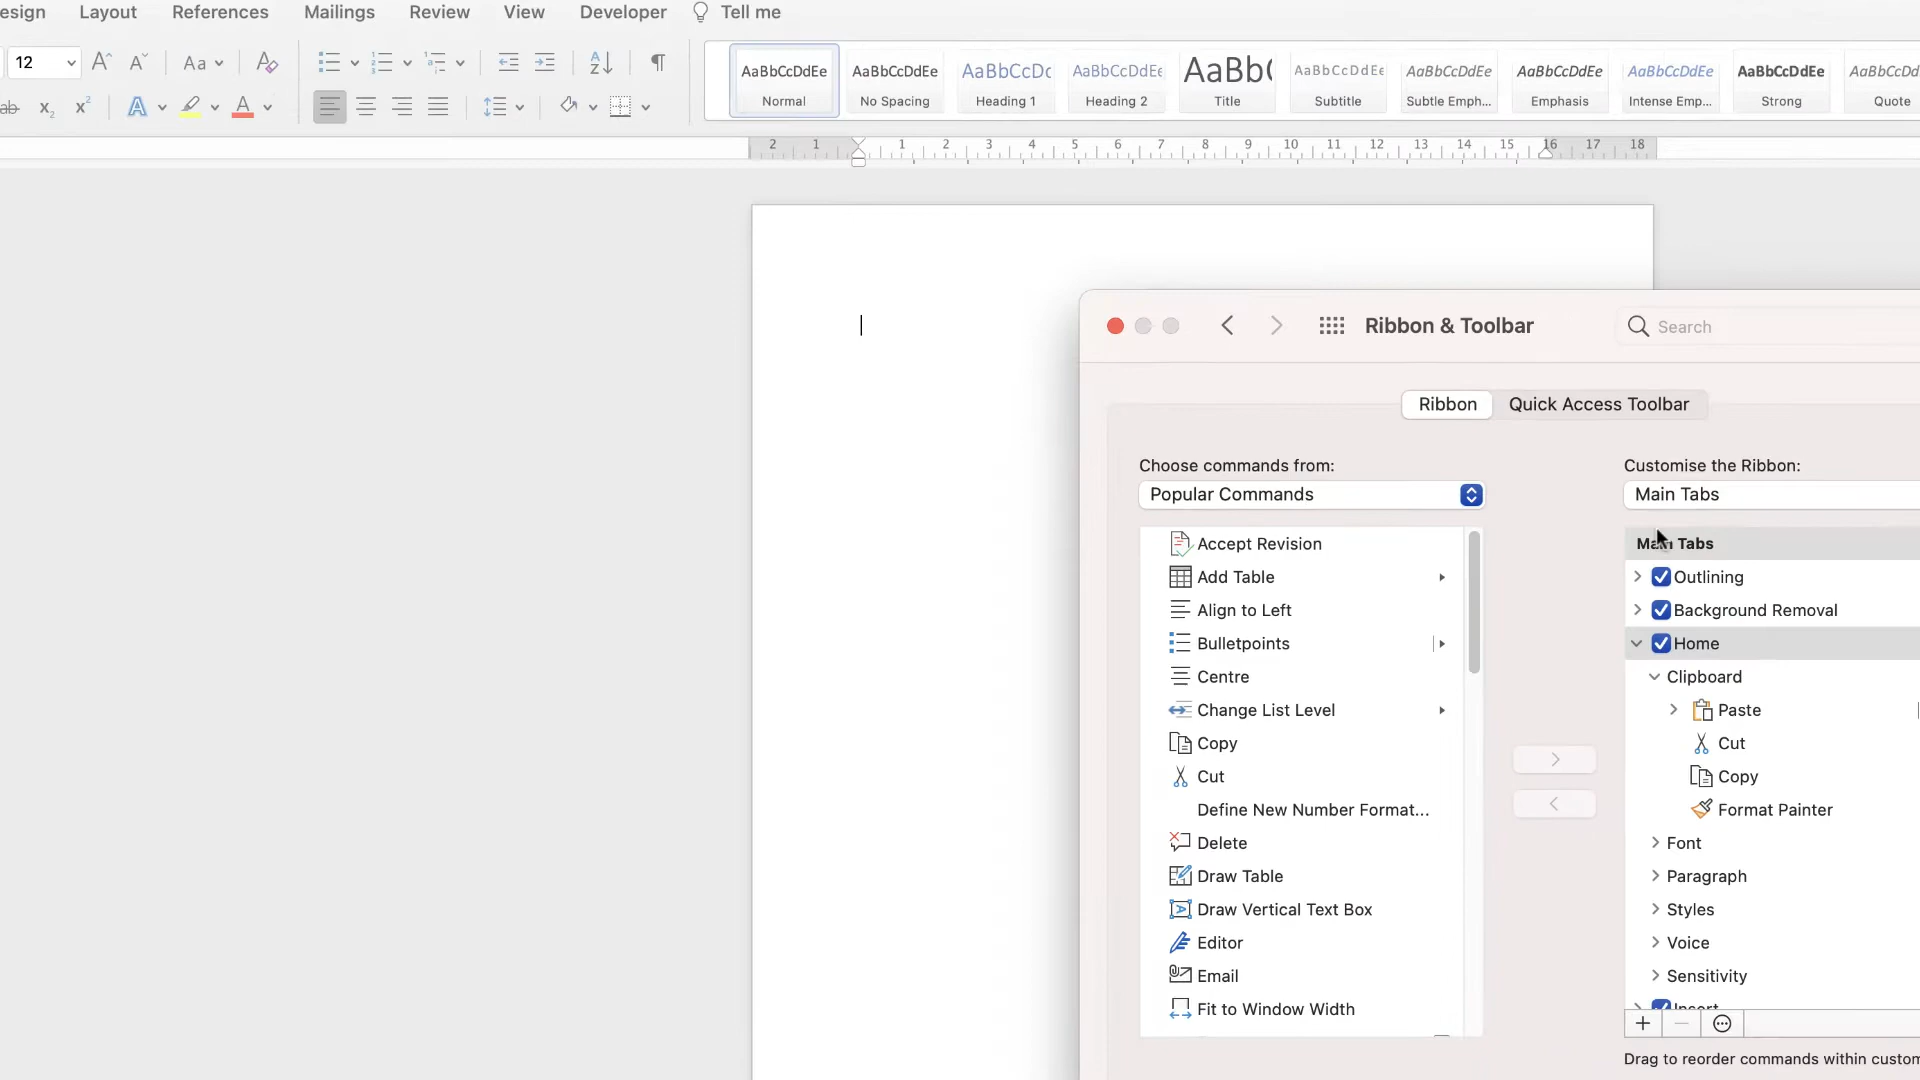 esign Layout References Mailings Review View Developer Tell me
12 Aa
AaBbCcDdEe AaBbCcDdEe AaBbCcDc AaBbCcDdEe AaBb( AaBbCcDdEe AaBbCcDdEe AaBbCcDdEe AaBbCcDdEe AaBbCcDdEe AaBbCcDd
Normal No Spacing Heading 1 Heading 2 Title Subtitle Subtle Emph... Emphasis Intense Emp... Strong Quote
ab x₂ x² A A
2 1 1 2 3 4 5 6 7 8 9 10 11 12 13 14 15 16 17 18
Ribbon & Toolbar Search
Ribbon Quick Access Toolbar
Choose commands from: Customise the Ribbon:
Popular Commands Main Tabs
Accept Revision Main Tabs
Add Table Outlining
Align to Left Background Removal
Bulletpoints Home
Centre Clipboard
Change List Level Paste
Copy Cut
Cut Copy
Define New Number Format... Format Painter
Delete Font
Draw Table Paragraph
Draw Vertical Text Box Styles
Editor Voice
Email Sensitivity
Fit to Window Width Insert
Drag to reorder commands within custom